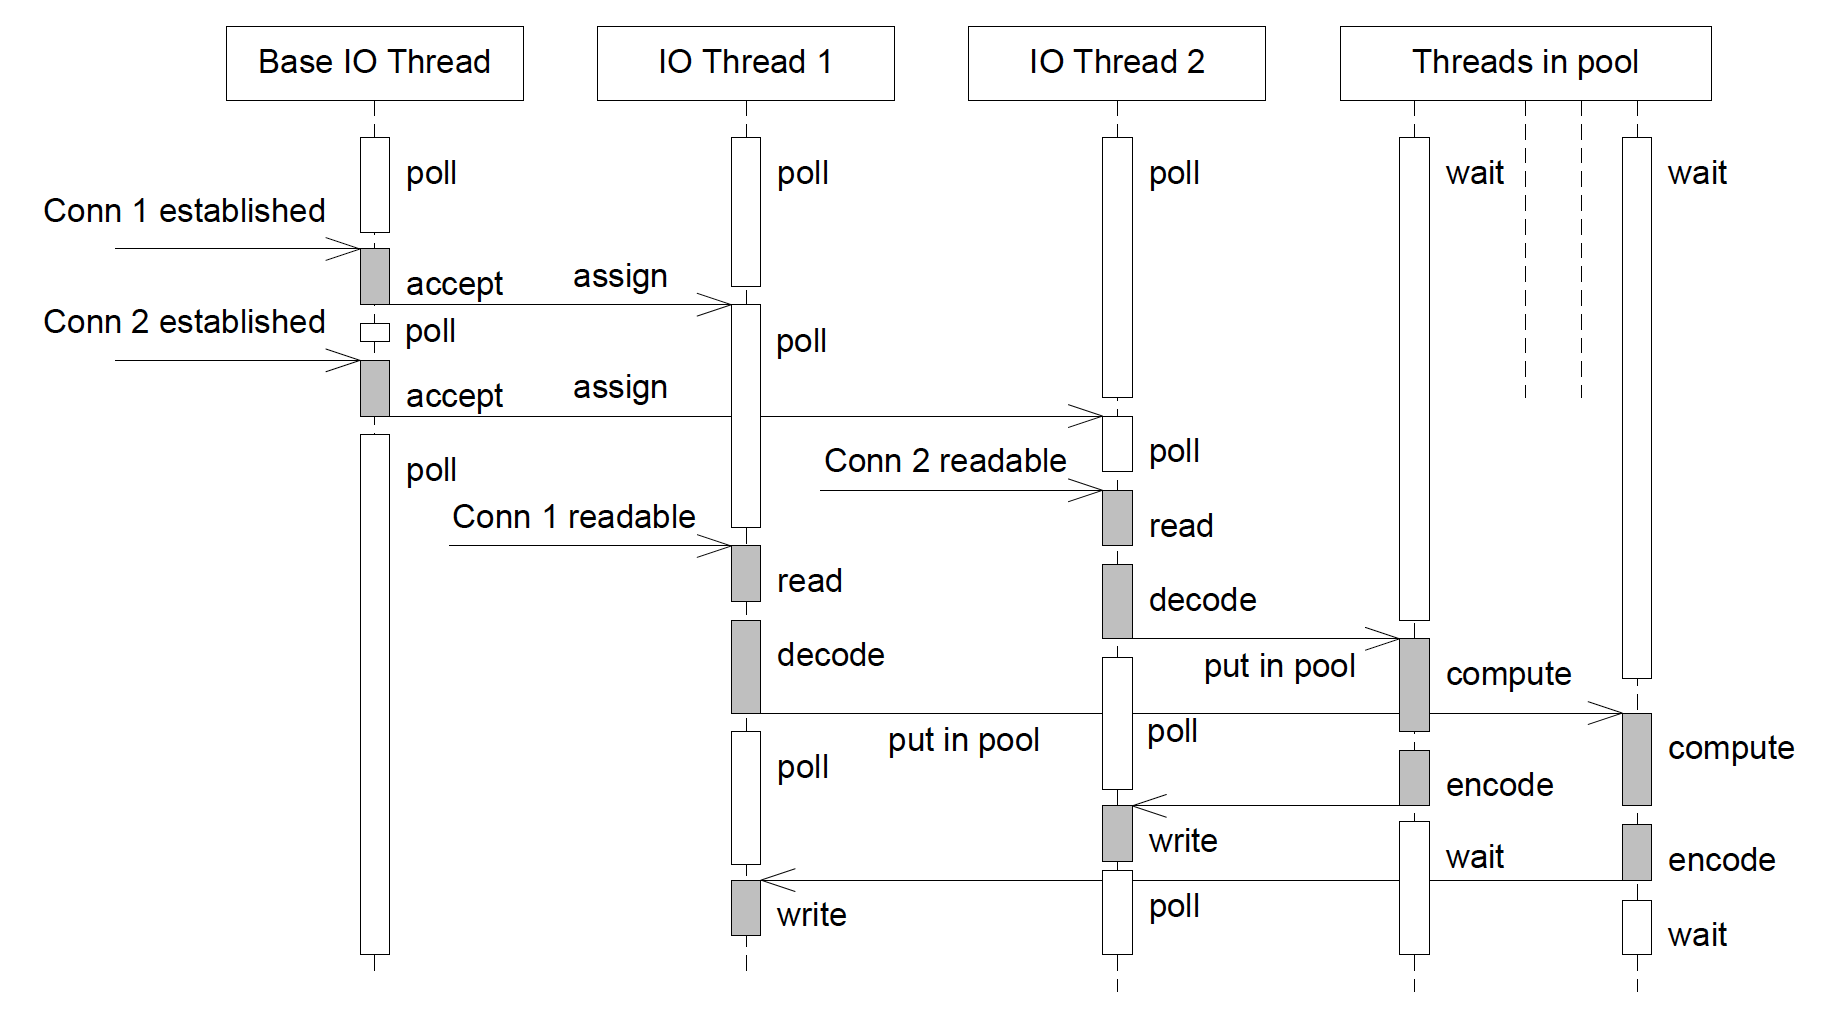 Base IO Thread
IO Thread 1
IO Thread 2
Threads in pool
poll
poll
poll
wait
wait
Conn 1 established
accept
assign
Conn 2 established
poll
poll
accept
assign
poll
poll
Conn 2 readable
Conn 1 readable
read
read
decode
decode
put in pool
compute
put in pool
poll
poll
compute
encode
write
wait
encode
write
poll
wait